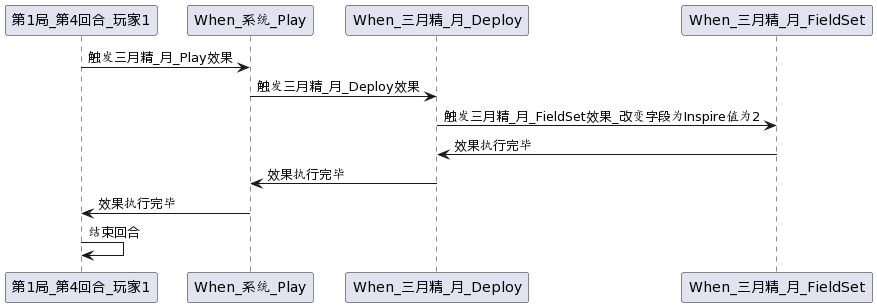 第1局_第4回合_玩家1
When_系统_Play
When_三月精_月_Deploy
When_三月精_月_FieldSet
触发三月精_月_Play效果
触发三月精_月_Deploy效果
触发三月精_月_FieldSet效果_改变字段为Inspire值为2
效果执行完毕
效果执行完毕
效果执行完毕
结束回合
第1局_第4回合_玩家1
When_系统_Play
When_三月精_月_Deploy
When_三月精_月_FieldSet